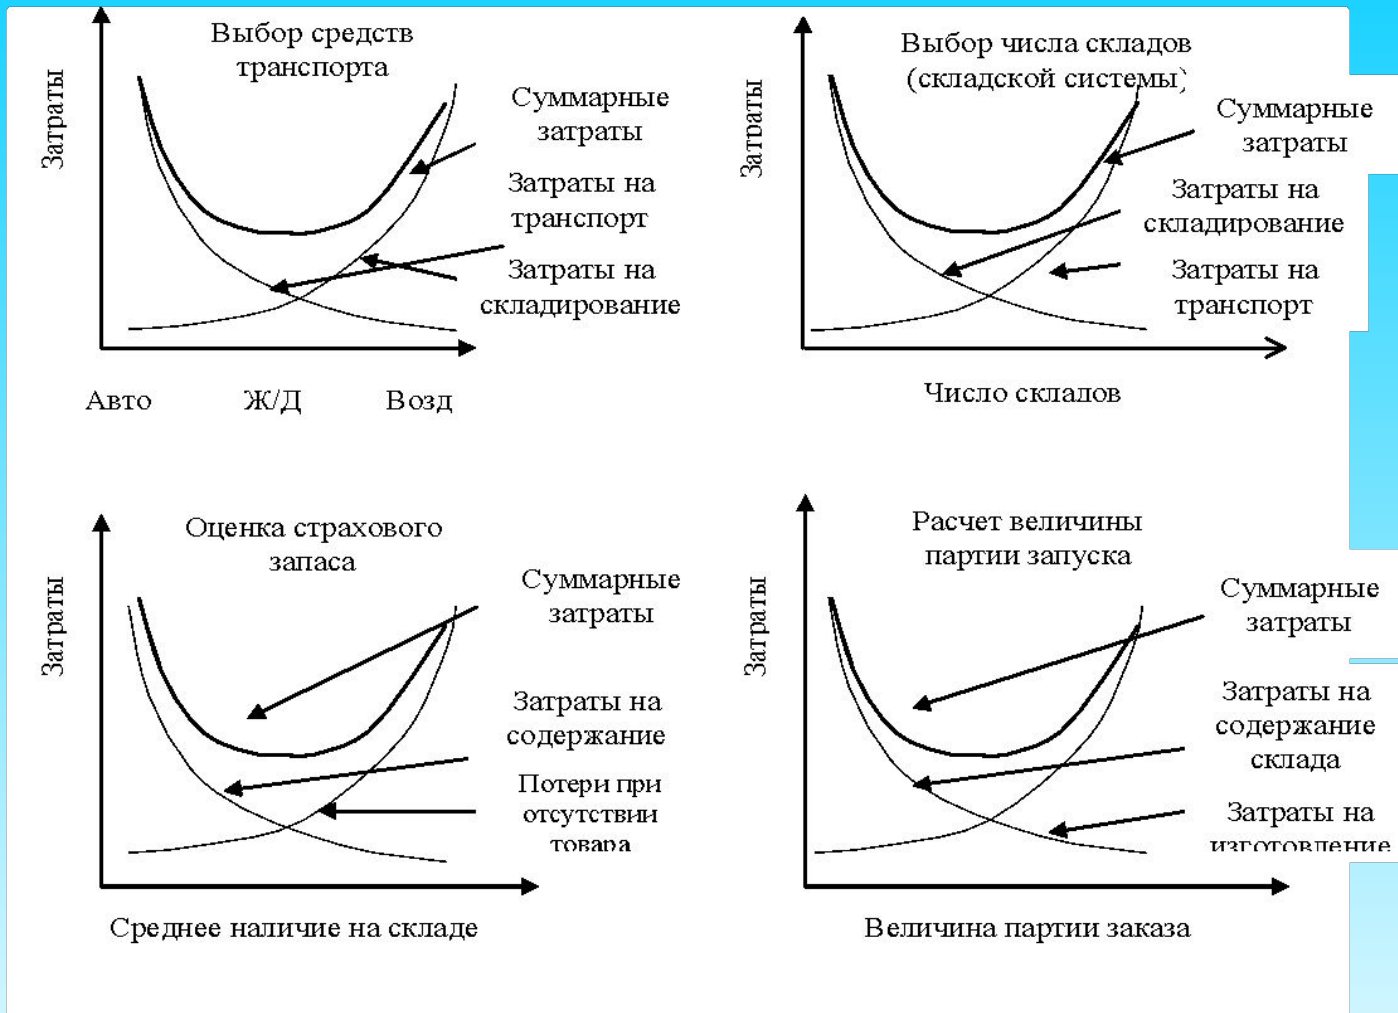 Выбор средств
транспорта
Затраты
Суммарные
затраты
Затраты на
транспорт
Затраты на
складирование
Авто Ж/Д Возд
Выбор числа складов
(складской системы)
Затраты
Суммарные
затраты
Затраты на
складирование
Затраты на
транспорт
Число складов
Оценка страхового
запаса
Затраты
Суммарные
затраты
Затраты на
содержание
Потери при
отсутствии
товара
Среднее наличие на складе
Расчет величины
партии запуска
Затраты
Суммарные
затраты
Затраты на
содержание
склада
Затраты на
изготовление
Величина партии заказа